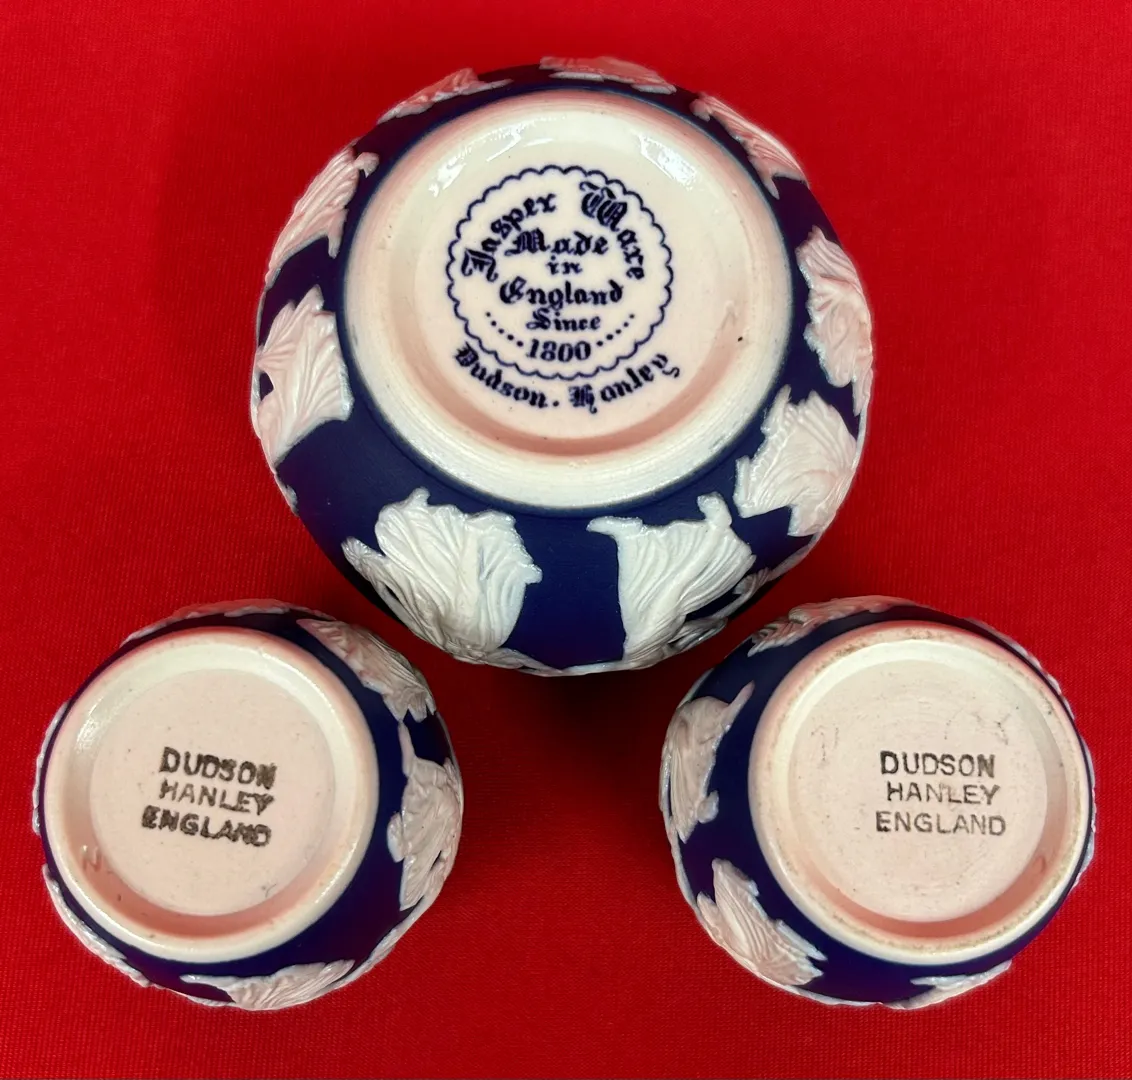 Jasper Ware
Made
in
England
Since
1800
Dudson. Hanley
DUDSON
HANLEY
ENGLAND
DUDSON
HANLEY
ENGLAND